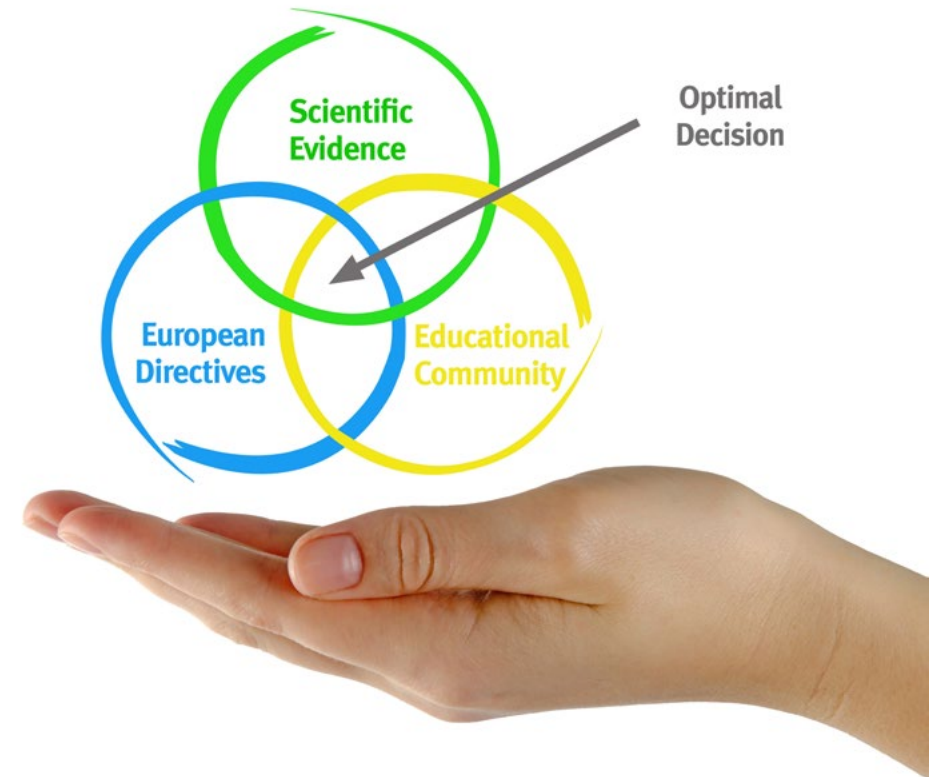 Scientific
Evidence
Optimal
Decision
European
Directives
Educational
Community